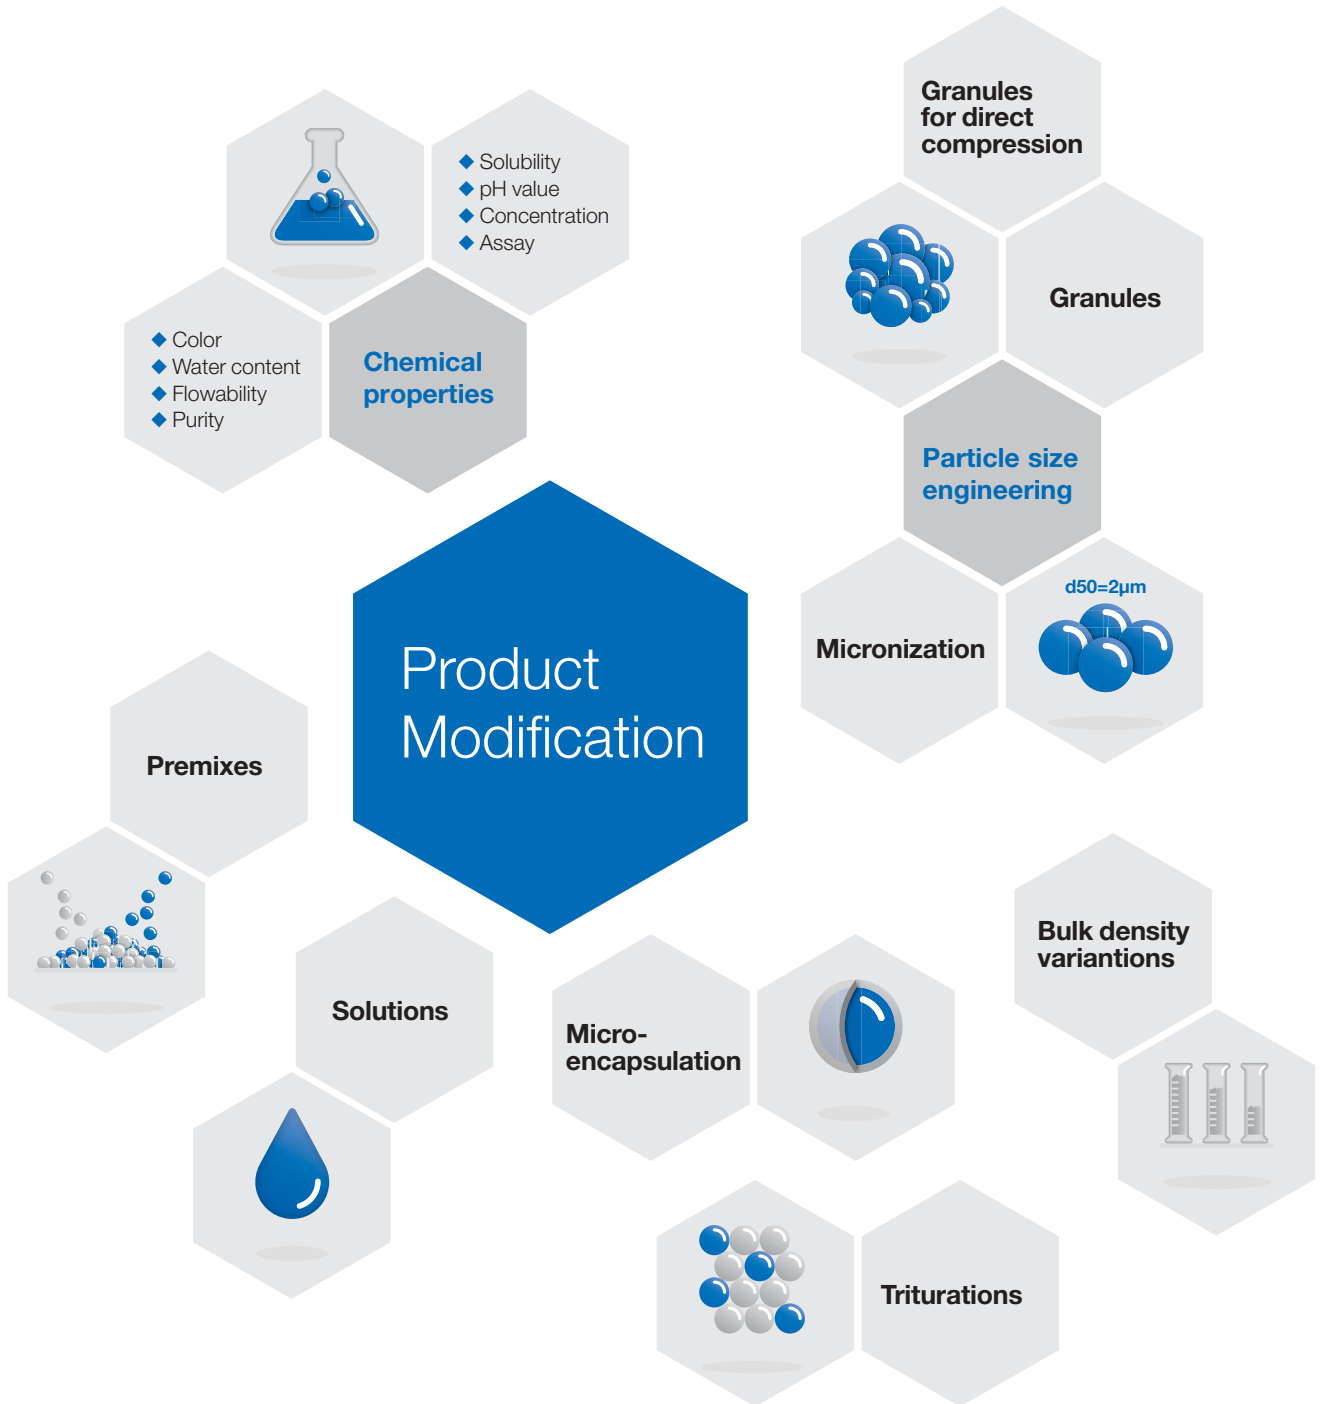 Granules
for direct
compression
◆ Solubility
◆ pH value
◆ Concentration
◆ Assay
Granules
◆ Color
◆ Water content
◆ Flowability
◆ Purity
Chemical
properties
Particle size
engineering
d50=2µm
Micronization
Product
Modification
Premixes
Bulk density
variantions
Solutions
Micro-
encapsulation
Triturations